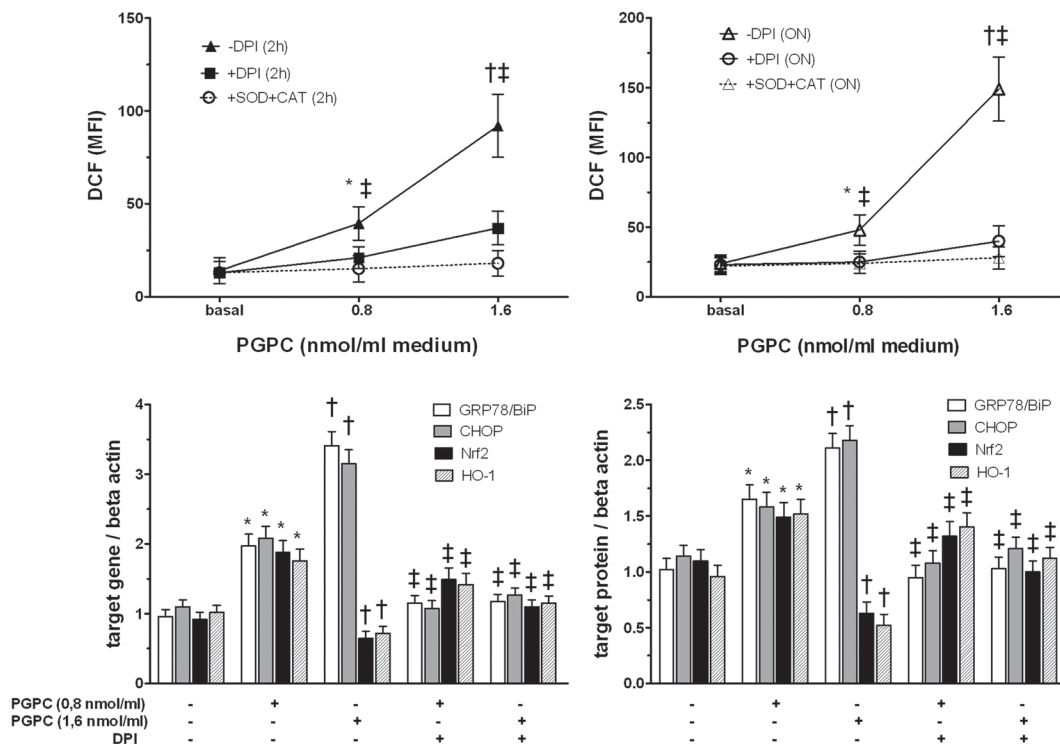 150
100
50
0
DCF (MFI)
-DPI (2h)
+DPI (2h)
+SOD+CAT (2h)
* ‡
†‡
basal 0.8 1.6
PGPC (nmol/ml medium)
200
150
100
50
0
DCF (MFI)
-DPI (ON)
+DPI (ON)
+SOD+CAT (ON)
* ‡
†‡
basal 0.8 1.6
PGPC (nmol/ml medium)
4
3
2
1
0
target gene / beta actin
GRP78/BiP
CHOP
Nrf2
HO-1
* * * *
† † † †
‡ ‡ ‡ ‡
‡ ‡ ‡ ‡
2.5
2.0
1.5
1.0
0.5
0.0
target protein / beta actin
GRP78/BiP
CHOP
Nrf2
HO-1
* * * *
† † † †
‡ ‡ ‡ ‡
‡ ‡ ‡ ‡
PGPC (0,8 nmol/ml) - + - + - - + - + -
PGPC (1,6 nmol/ml) - - + - + - - + - +
DPI - - - + + - - - + +